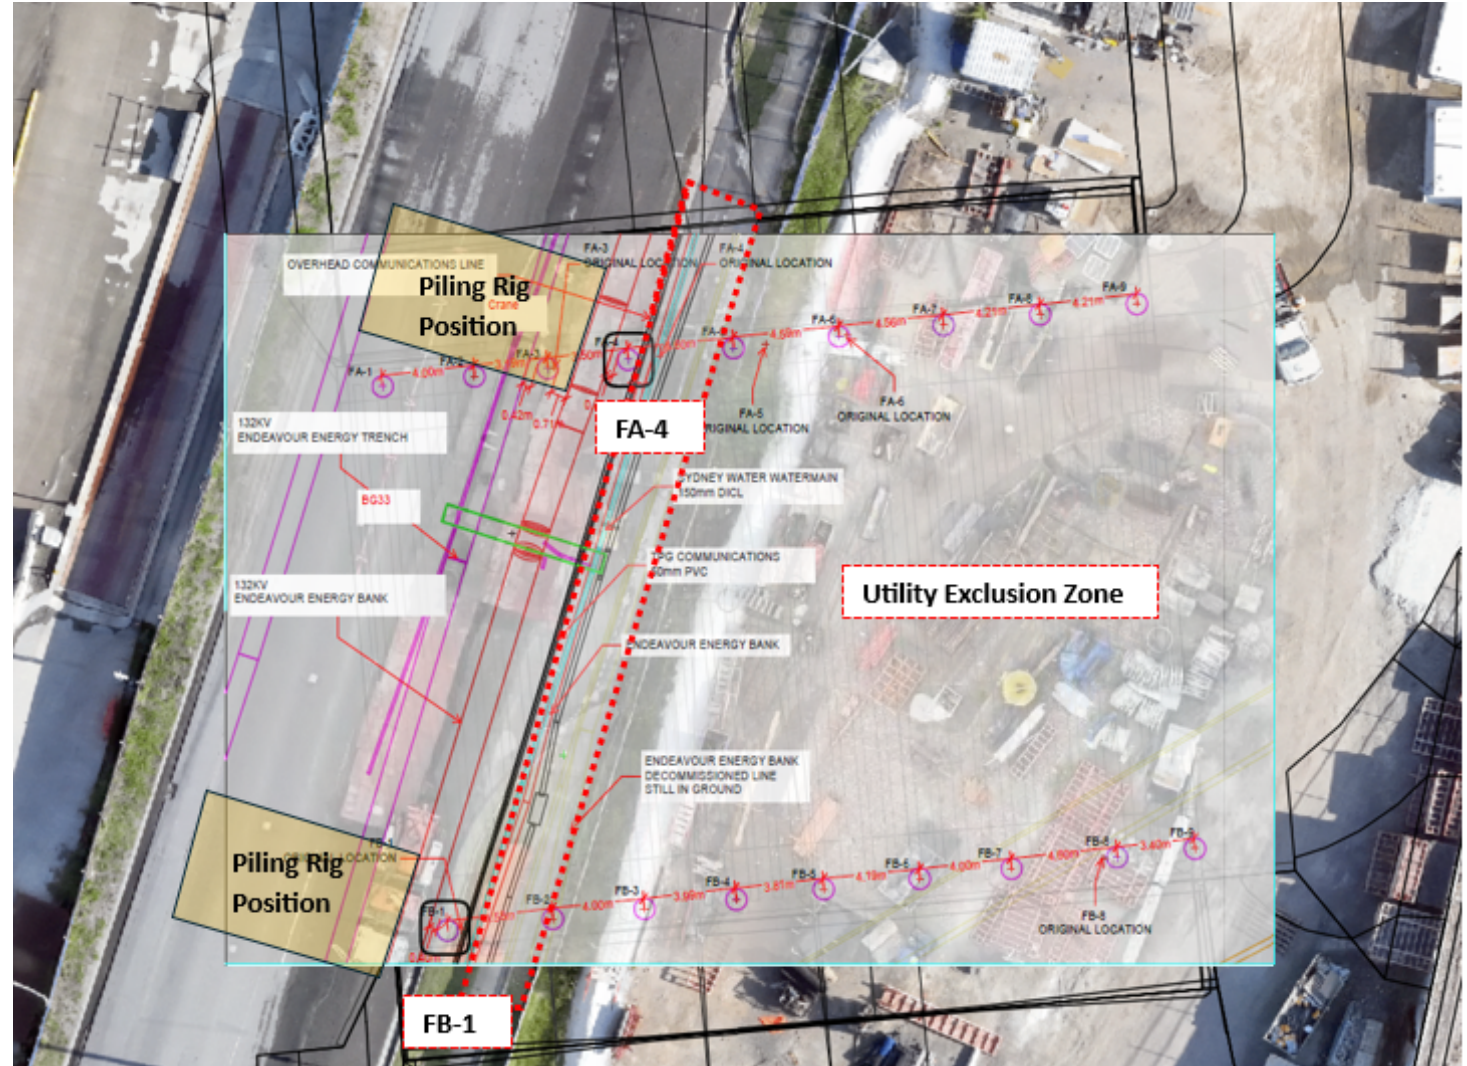 FA-3
ORIGINAL LOCATION
FA-4
ORIGINAL LOCATION
OVERHEAD COMMUNICATIONS LINE
Piling Rig
Position
Crane
FA-9
4.21m
FA-8
4.21m
FA-7
4.56m
FA-6
4.59m
FA-4
FA-3
FA-1
4.00m
0.42m
0.71m
FA-5
ORIGINAL LOCATION
FA-6
ORIGINAL LOCATION
FA-4
132KV
ENDEAVOUR ENERGY TRENCH
SYDNEY WATER WATERMAIN
150mm DICL
BG33
TPG COMMUNICATIONS
132KV
ENDEAVOUR ENERGY BANK
Utility Exclusion Zone
ENDEAVOUR ENERGY BANK
ENDEAVOUR ENERGY BANK
DECOMMISSIONED LINE
STILL IN GROUND
Piling Rig
Position
LOCATION
FB-1
FB-2
4.00m
FB-3
3.99m
FB-4
3.81m
FB-5
4.19m
FB-6
4.00m
FB-7
4.60m
FB-8
3.40m
FB-9
FB-8
ORIGINAL LOCATION
FB-1